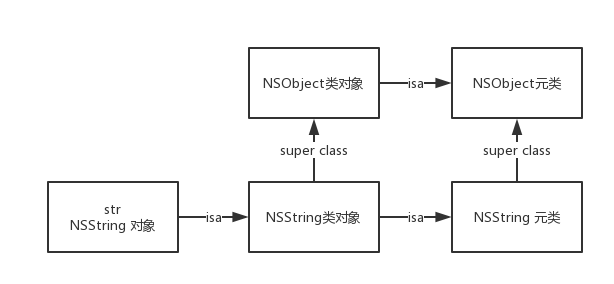 NSObject类对象
isa
NSObject元类
super class
super class
str
NSString 对象
isa
NSString类对象
isa
NSString 元类